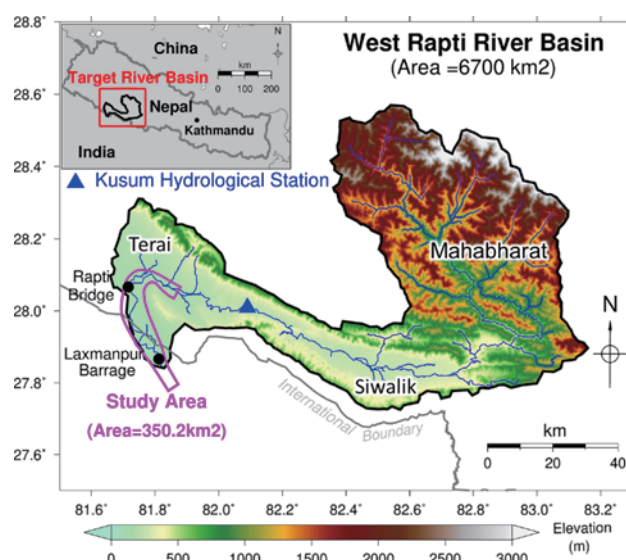 West Rapti River Basin
(Area =6700 km2)
China
N
km
0 100 200
Target River Basin
Nepal
Kathmandu
India
Kusum Hydrological Station
Terai
Mahabharat
Rapti
Bridge
Laxmanpur
Barrage
Siwalik
Study Area
(Area=350.2km2)
International Boundary
N
km
0 20 40
28.8°
28.6°
28.4°
28.2°
28.0°
27.8°
27.6°
81.6° 81.8° 82.0° 82.2° 82.4° 82.6° 82.8° 83.0° 83.2°
0 500 1000 1500 2000 2500 3000
Elevation
(m)